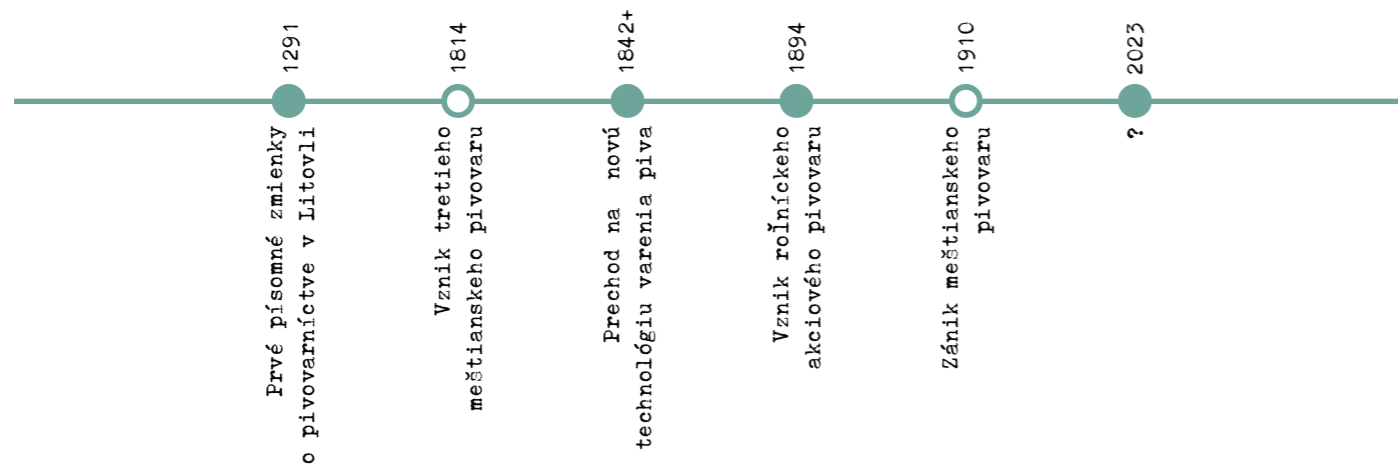 1291
Prvé písomné zmienky
o pivovarníctve v Litovli
1814
Vznik tretieho
meštianskeho pivovaru
1842+
Prechod na novú
technológiu varenia piva
1894
Vznik roľníckeho
akciového pivovaru
1910
Zánik meštianskeho
pivovaru
2023
?